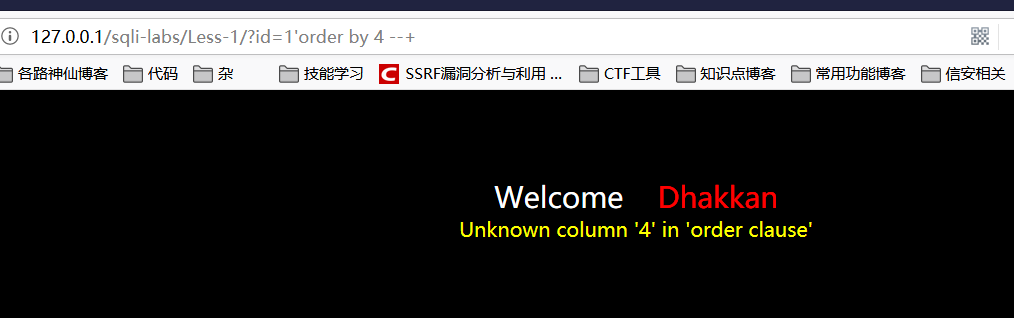 127.0.0.1/sqli-labs/Less-1/?id=1'order by 4 --+
各路神仙博客 代码 杂 技能学习 C SSRF漏洞分析与利用 ... CTF工具 知识点博客 常用功能博客 信安相关
Welcome Dhakkan
Unknown column '4' in 'order clause'